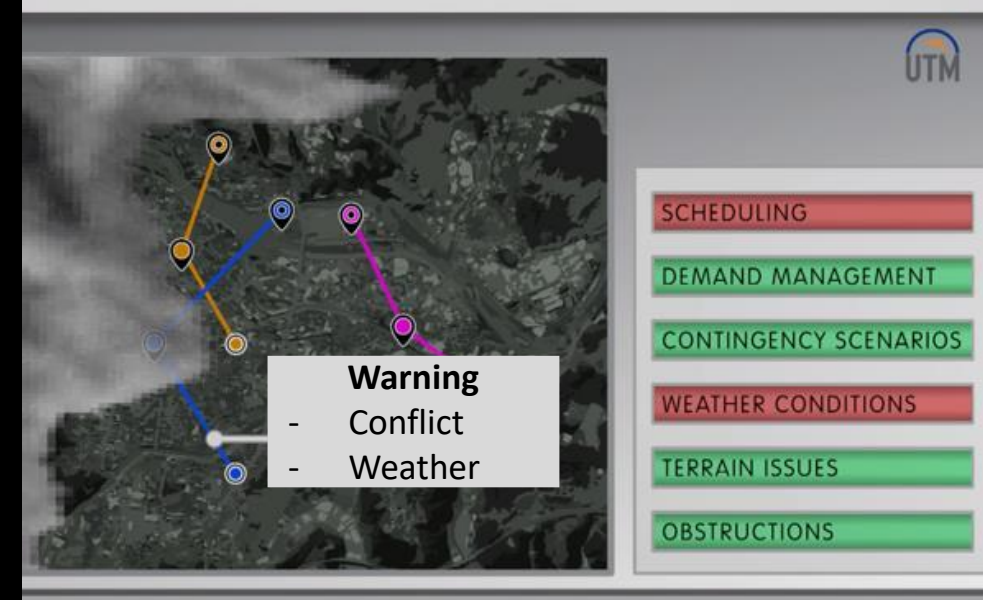 UTM
Warning
- Conflict
- Weather
SCHEDULING
DEMAND MANAGEMENT
CONTINGENCY SCENARIOS
WEATHER CONDITIONS
TERRAIN ISSUES
OBSTRUCTIONS